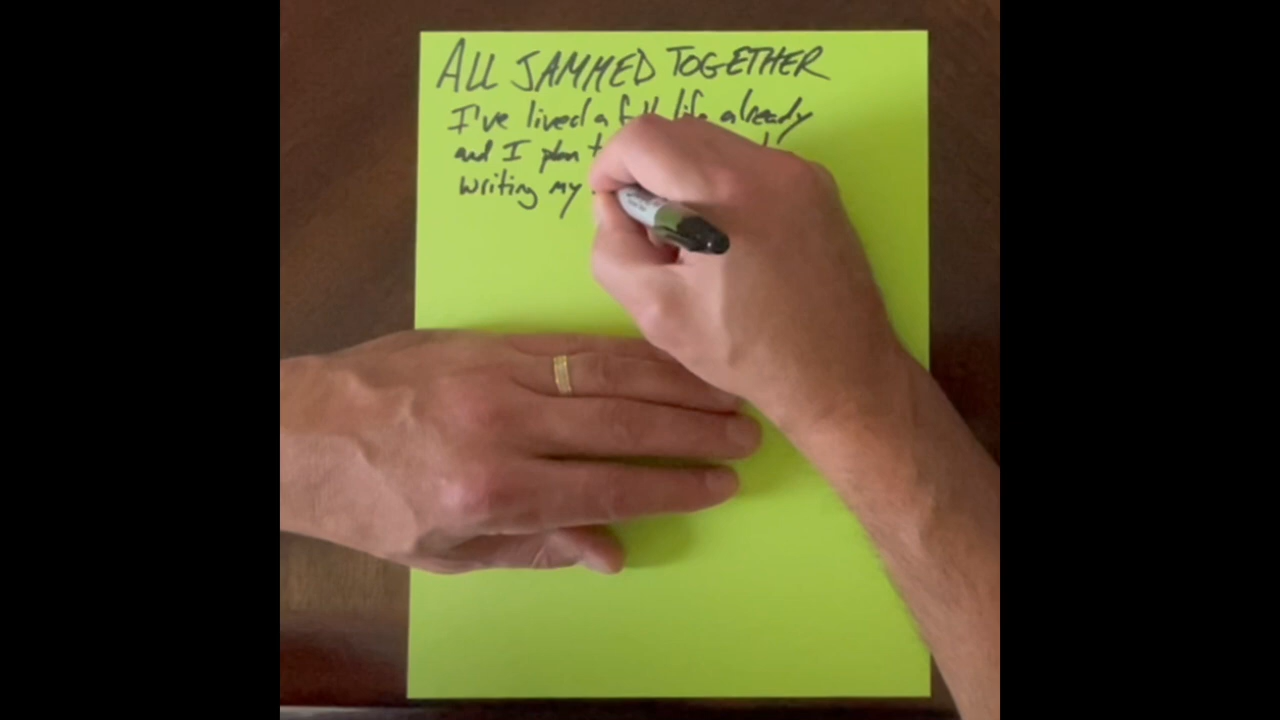 ALL JAMMED TOGETHER
I've lived a full life already
and I plan
writing my